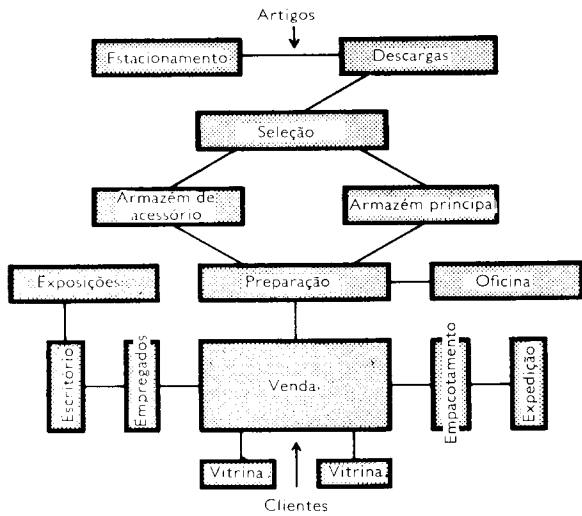 Artigos
Estacionamento
Descargas
Seleção
Armazém de
acessório
Armazém principal
Exposições
Preparação
Oficina
Escritório
Empregados
Venda
Empacotamento
Expedição
Vitrina
Vitrina
Clientes